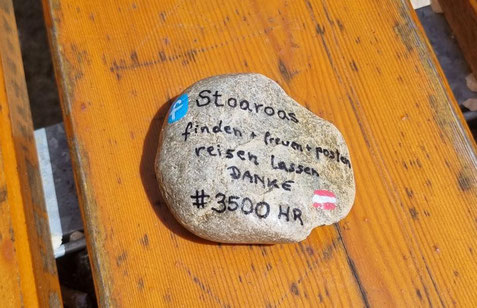 f Stoaroas
finden + freuen + posten
reisen lassen
DANKE
#3500 HR